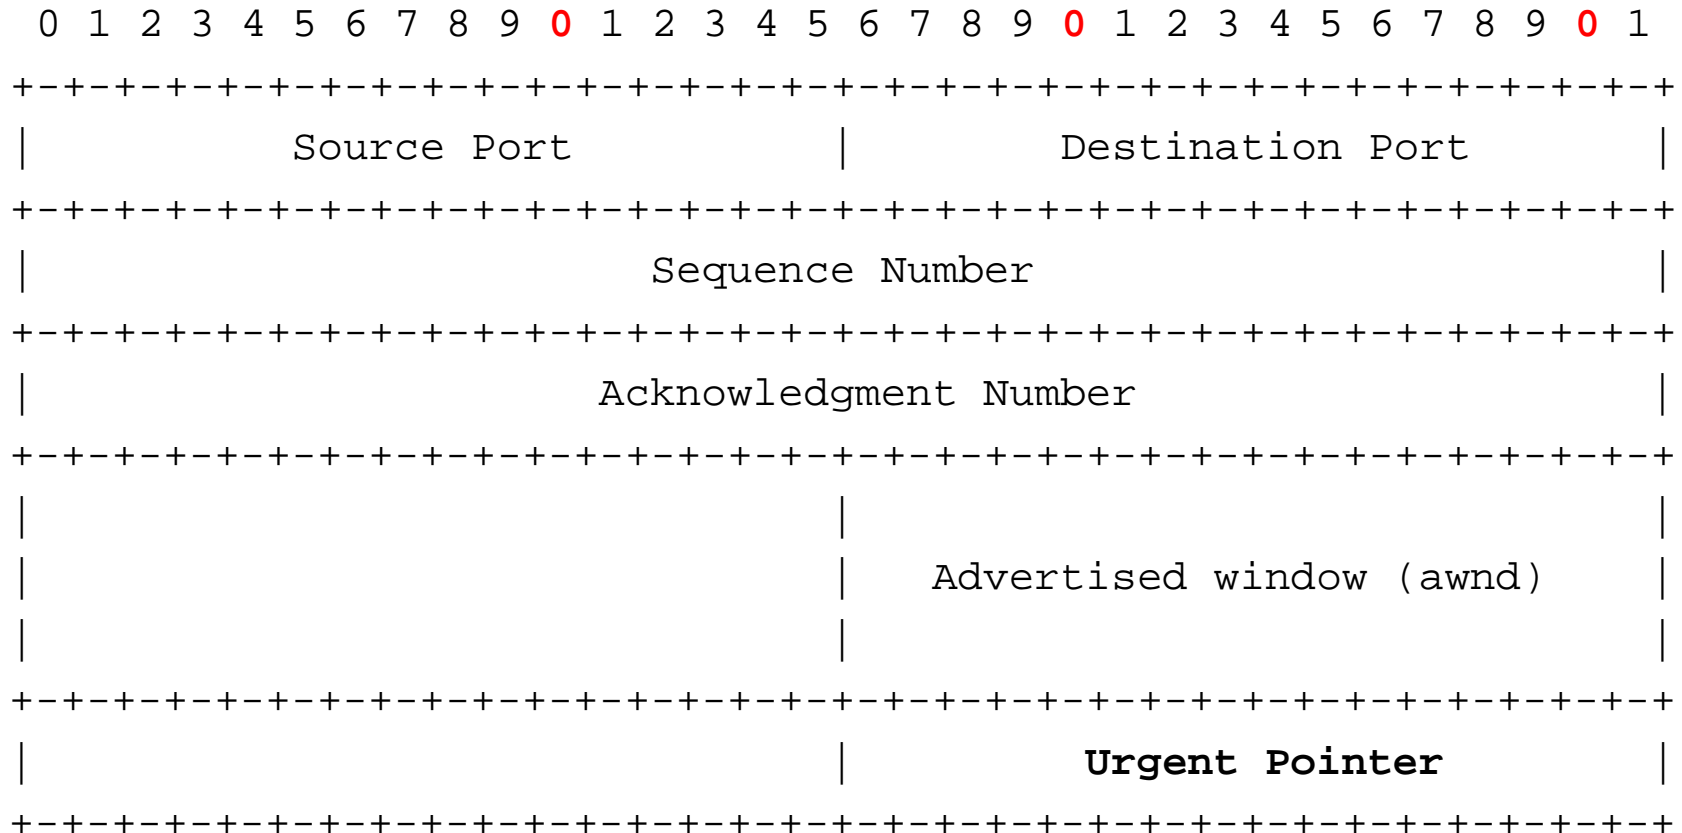 0 1 2 3 4 5 6 7 8 9 0 1 2 3 4 5 6 7 8 9 0 1 2 3 4 5 6 7 8 9 0 1
+-+-+-+-+-+-+-+-+-+-+-+-+-+-+-+-+-+-+-+-+-+-+-+-+-+-+-+-+-+-+-+-+
| Source Port | Destination Port |
+-+-+-+-+-+-+-+-+-+-+-+-+-+-+-+-+-+-+-+-+-+-+-+-+-+-+-+-+-+-+-+-+
| Sequence Number |
+-+-+-+-+-+-+-+-+-+-+-+-+-+-+-+-+-+-+-+-+-+-+-+-+-+-+-+-+-+-+-+-+
| Acknowledgment Number |
+-+-+-+-+-+-+-+-+-+-+-+-+-+-+-+-+-+-+-+-+-+-+-+-+-+-+-+-+-+-+-+-+
| | |
| | Advertised window (awnd) |
| | |
+-+-+-+-+-+-+-+-+-+-+-+-+-+-+-+-+-+-+-+-+-+-+-+-+-+-+-+-+-+-+-+-+
| | Urgent Pointer |
+-+-+-+-+-+-+-+-+-+-+-+-+-+-+-+-+-+-+-+-+-+-+-+-+-+-+-+-+-+-+-+-+